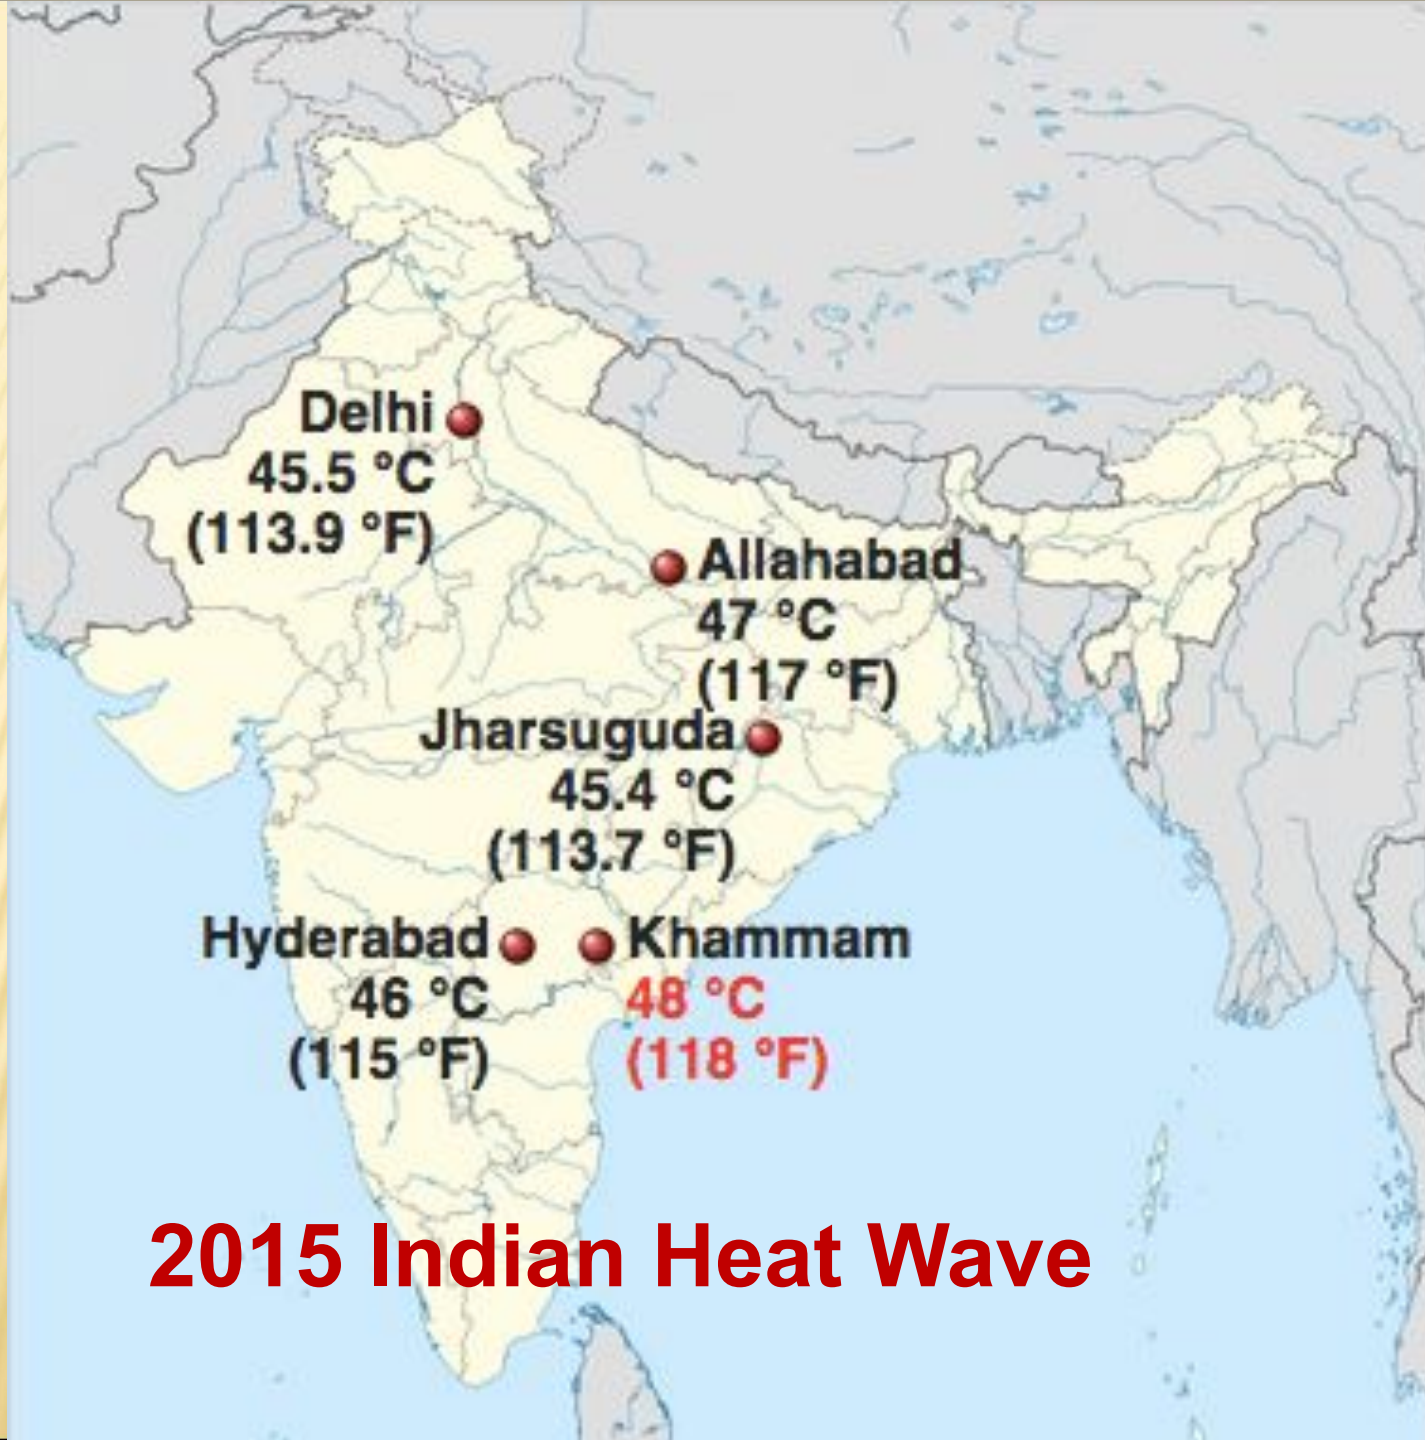 Delhi
45.5 °C
(113.9 °F)
Allahabad
47 °C
(117 °F)
Jharsuguda
45.4 °C
(113.7 °F)
Hyderabad
46 °C
(115 °F)
Khammam
48 °C
(118 °F)
2015 Indian Heat Wave